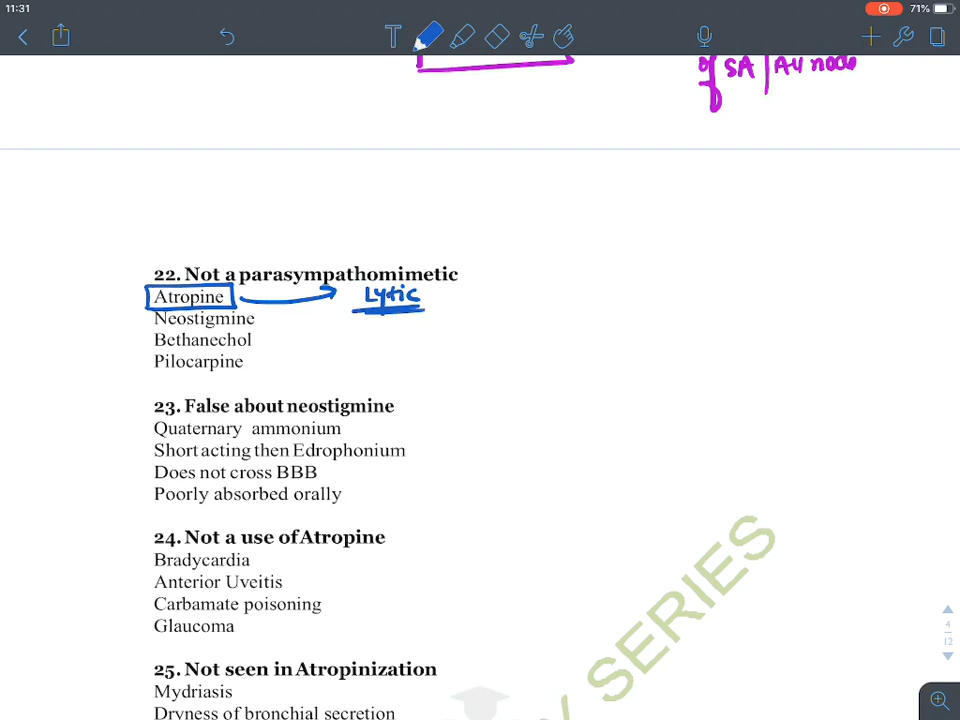 11:31
71%
T
of SA | AV node
22. Not a parasympathomimetic
Atropine Lytic
Neostigmine
Bethanechol
Pilocarpine
23. False about neostigmine
Quaternary ammonium
Short acting then Edrophonium
Does not cross BBB
Poorly absorbed orally
24. Not a use of Atropine
Bradycardia
Anterior Uveitis
Carbamate poisoning
Glaucoma
4
12
25. Not seen in Atropinization
Mydriasis
Dryness of bronchial secretion
SERIES